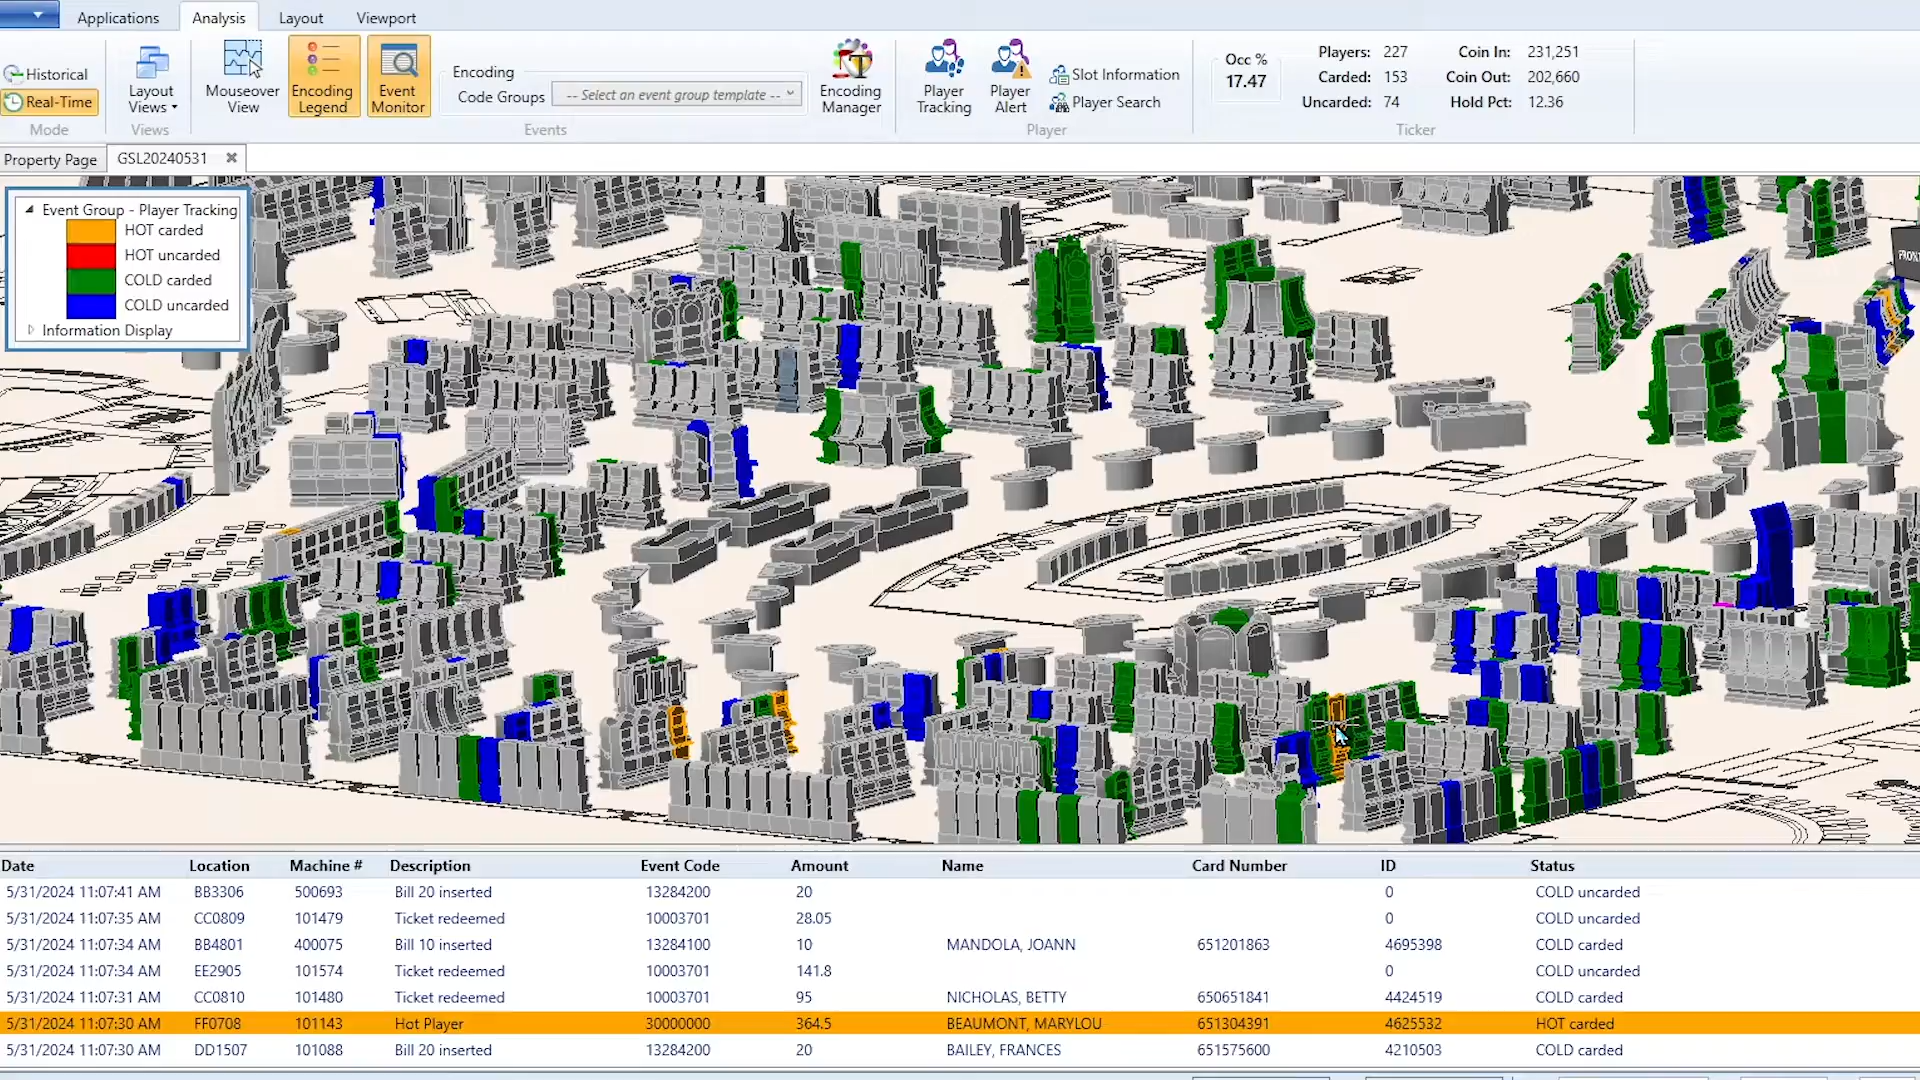 Applications Analysis Layout Viewport
Historical
Real-Time
Mode
Layout Views
Views
Mouseover View
Encoding Legend
Event Monitor
Encoding
Code Groups -- Select an event group template --
Events
Encoding Manager
Player Tracking
Player Alert
Slot Information
Player Search
Player
Occ %
17.47
Players: 227 Coin In: 231,251
Carded: 153 Coin Out: 202,660
Uncarded: 74 Hold Pct: 12.36
Ticker
Property Page GSL20240531
Event Group - Player Tracking
HOT carded
HOT uncarded
COLD carded
COLD uncarded
Information Display
Date Location Machine # Description Event Code Amount Name Card Number ID Status
5/31/2024 11:07:41 AM BB3306 500693 Bill 20 inserted 13284200 20 0 COLD uncarded
5/31/2024 11:07:35 AM CC0809 101479 Ticket redeemed 10003701 28.05 0 COLD uncarded
5/31/2024 11:07:34 AM BB4801 400075 Bill 10 inserted 13284100 10 MANDOLA, JOANN 651201863 4695398 COLD carded
5/31/2024 11:07:34 AM EE2905 101574 Ticket redeemed 10003701 141.8 0 COLD uncarded
5/31/2024 11:07:31 AM CC0810 101480 Ticket redeemed 10003701 95 NICHOLAS, BETTY 650651841 4424519 COLD carded
5/31/2024 11:07:30 AM FF0708 101143 Hot Player 30000000 364.5 BEAUMONT, MARYLOU 651304391 4625532 HOT carded
5/31/2024 11:07:30 AM DD1507 101088 Bill 20 inserted 13284200 20 BAILEY, FRANCES 651575600 4210503 COLD carded